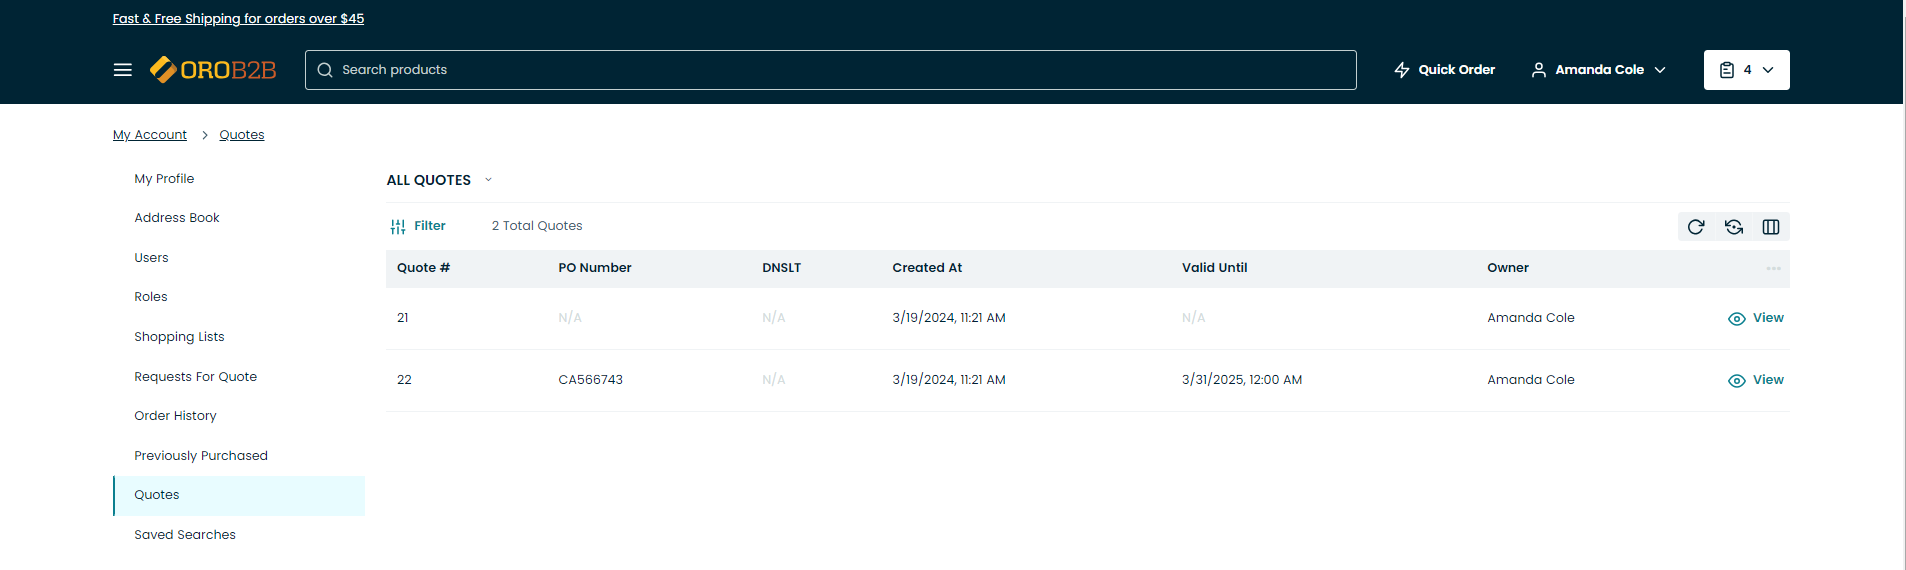 Fast & Free Shipping for orders over $45
OROB2B
Search products
Quick Order
Amanda Cole
4
My Account > Quotes
My Profile
Address Book
Users
Roles
Shopping Lists
Requests For Quote
Order History
Previously Purchased
Quotes
Saved Searches
ALL QUOTES
Filter 2 Total Quotes
Quote # PO Number DNSLT Created At Valid Until Owner
21 N/A N/A 3/19/2024, 11:21 AM N/A Amanda Cole View
22 CA566743 N/A 3/19/2024, 11:21 AM 3/31/2025, 12:00 AM Amanda Cole View